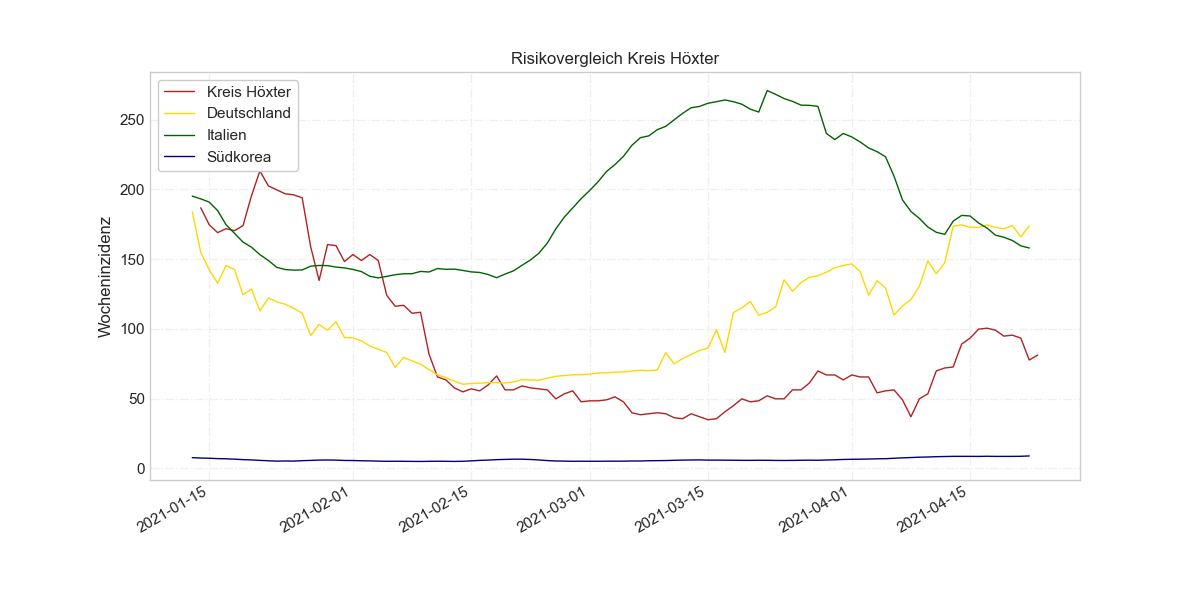 Risikovergleich Kreis Höxter
Kreis Höxter
Deutschland
Italien
Südkorea
Wocheninzidenz
250
200
150
100
50
0
2021-01-15
2021-02-01
2021-02-15
2021-03-01
2021-03-15
2021-04-01
2021-04-15